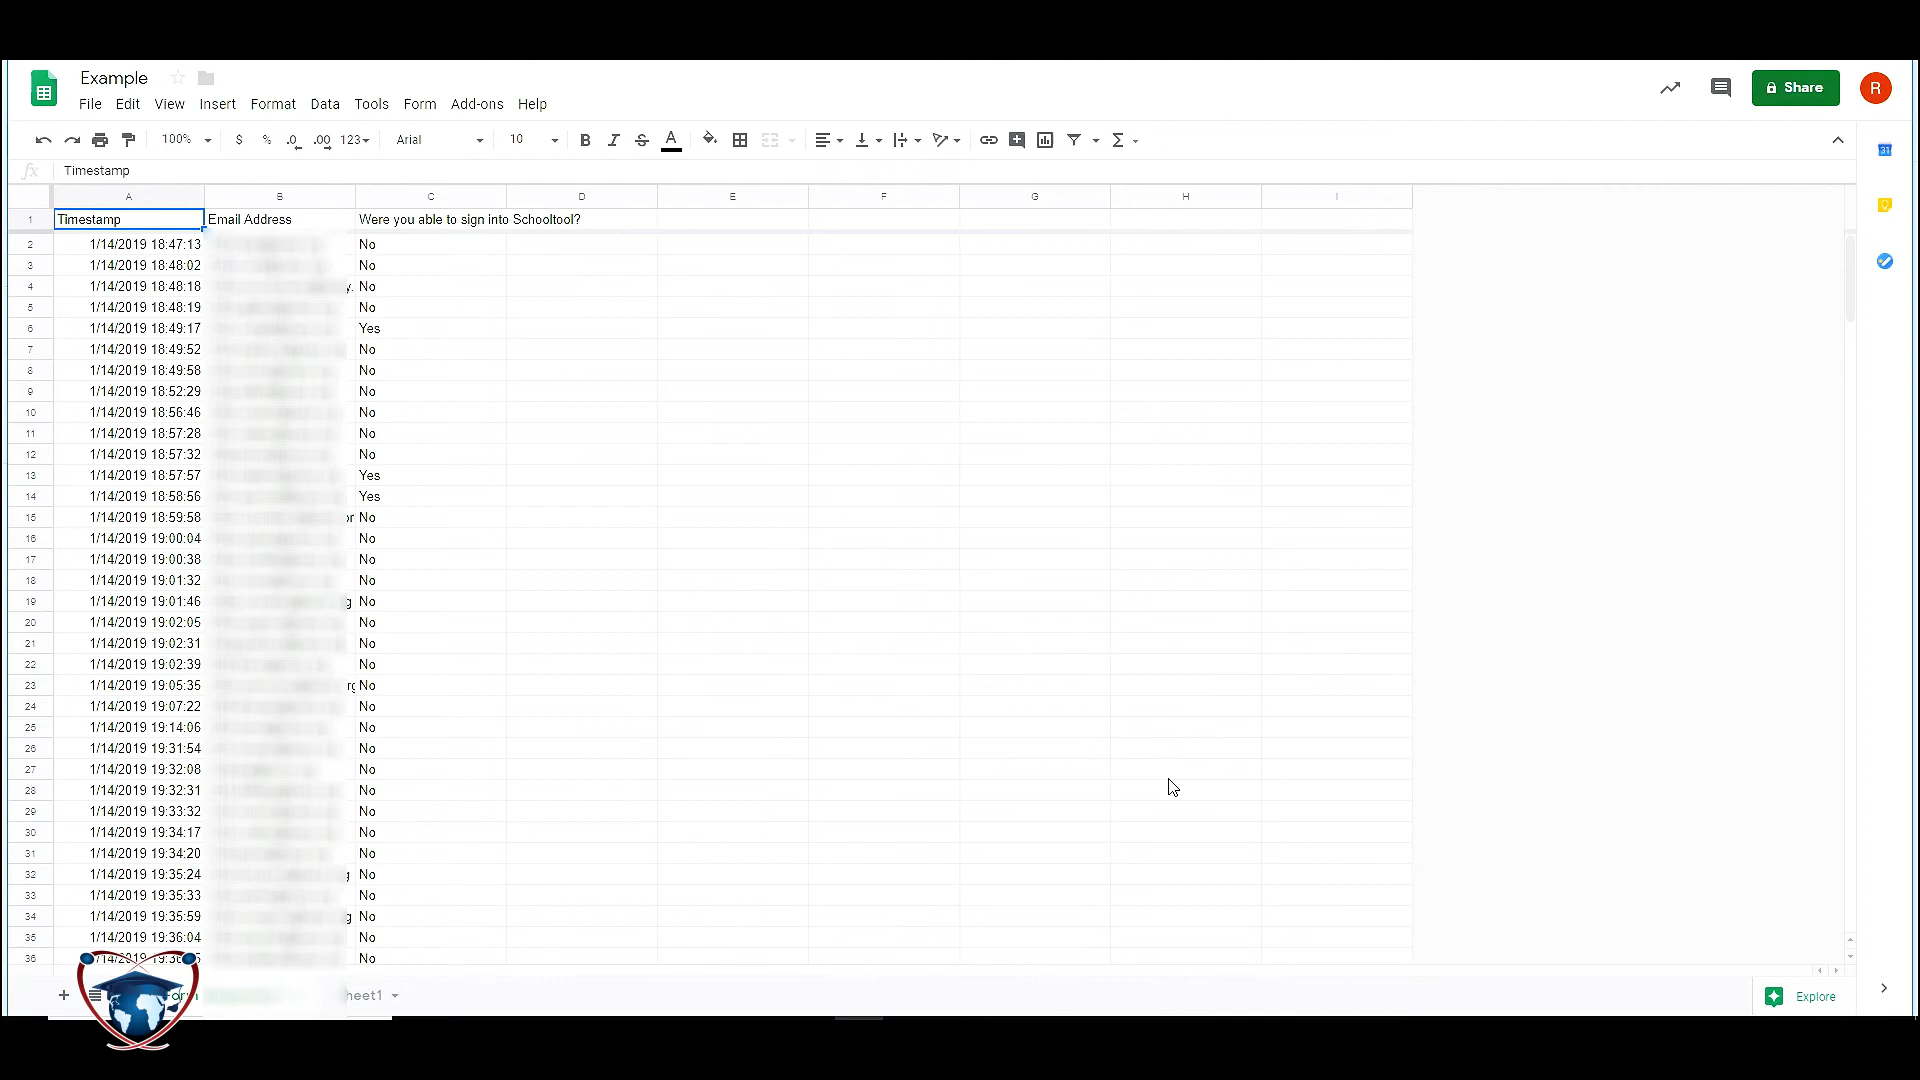 Example
File Edit View Insert Format Data Tools Form Add-ons Help
Share
R
100% $ % .0 .00 123 Arial 10 B I S A Σ
31
fx Timestamp
A B C D E F G H I
1 Timestamp Email Address Were you able to sign into Schooltool?
2 1/14/2019 18:47:13 No
3 1/14/2019 18:48:02 No
4 1/14/2019 18:48:18 y. No
5 1/14/2019 18:48:19 No
6 1/14/2019 18:49:17 Yes
7 1/14/2019 18:49:52 No
8 1/14/2019 18:49:58 No
9 1/14/2019 18:52:29 No
10 1/14/2019 18:56:46 No
11 1/14/2019 18:57:28 No
12 1/14/2019 18:57:32 No
13 1/14/2019 18:57:57 Yes
14 1/14/2019 18:58:56 Yes
15 1/14/2019 18:59:58 No
16 1/14/2019 19:00:04 No
17 1/14/2019 19:00:38 No
18 1/14/2019 19:01:32 No
19 1/14/2019 19:01:46 g No
20 1/14/2019 19:02:05 No
21 1/14/2019 19:02:31 No
22 1/14/2019 19:02:39 No
23 1/14/2019 19:05:35 No
24 1/14/2019 19:07:22 No
25 1/14/2019 19:14:06 No
26 1/14/2019 19:31:54 No
27 1/14/2019 19:32:08 No
28 1/14/2019 19:32:31 No
29 1/14/2019 19:33:32 No
30 1/14/2019 19:34:17 No
31 1/14/2019 19:34:20 No
32 1/14/2019 19:35:24 g No
33 1/14/2019 19:35:33 No
34 1/14/2019 19:35:59 g No
35 1/14/2019 19:36:04 No
36 No
heet1
Explore